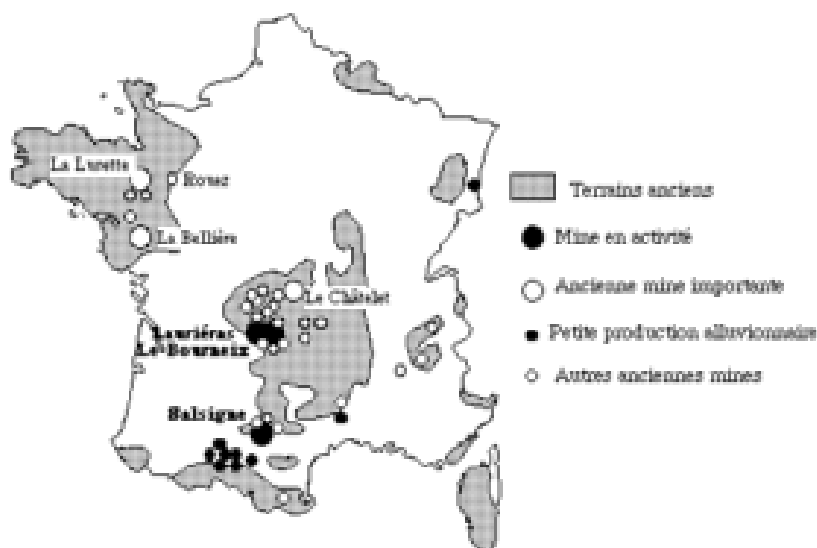 La Lucette
Rouez
La Bellière
Le Châtelet
Lauriéras
Le Bourneix
Salsigne
Terrains anciens
Mine en activité
Ancienne mine importante
Petite production alluvionnaire
Autres anciennes mines